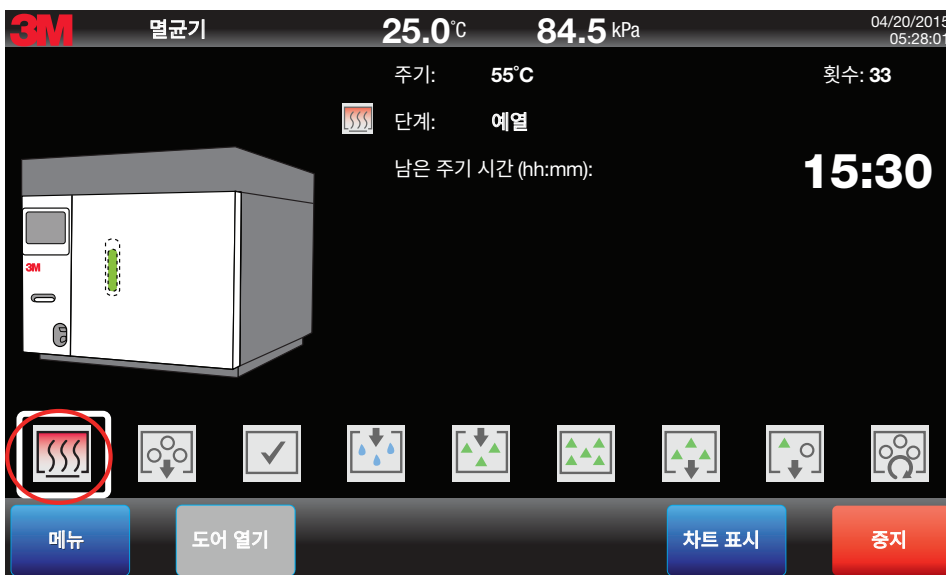 3M 멸균기 25.0°C 84.5 kPa 04/20/2015
05:28:01
주기: 55°C 횟수: 33
단계: 예열
남은 주기 시간 (hh:mm): 15:30
3M
메뉴 도어 열기 차트 표시 중지